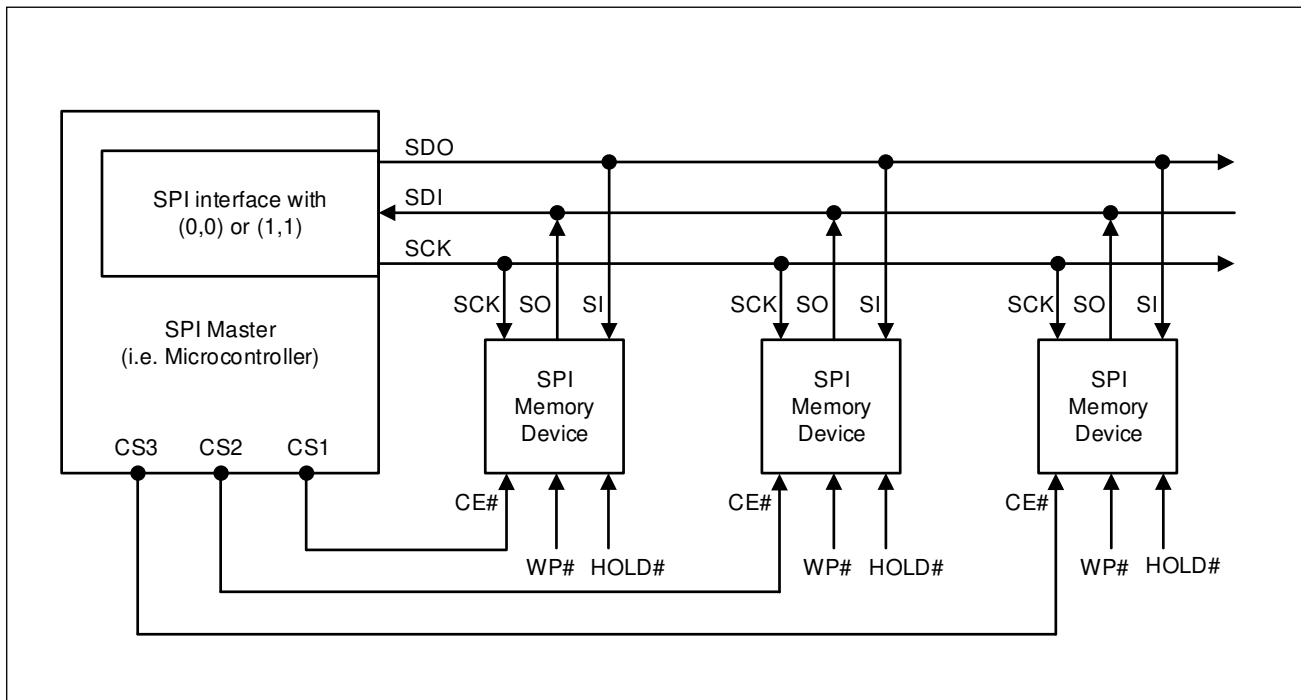 SDO
SPI interface with
(0,0) or (1,1)
SDI
SCK
SPI Master
(i.e. Microcontroller)
SCK SO SI
SCK SO SI
SCK SO SI
SPI
Memory
Device
SPI
Memory
Device
SPI
Memory
Device
CS3 CS2 CS1
CE#
WP# HOLD#
CE#
WP# HOLD#
CE#
WP# HOLD#